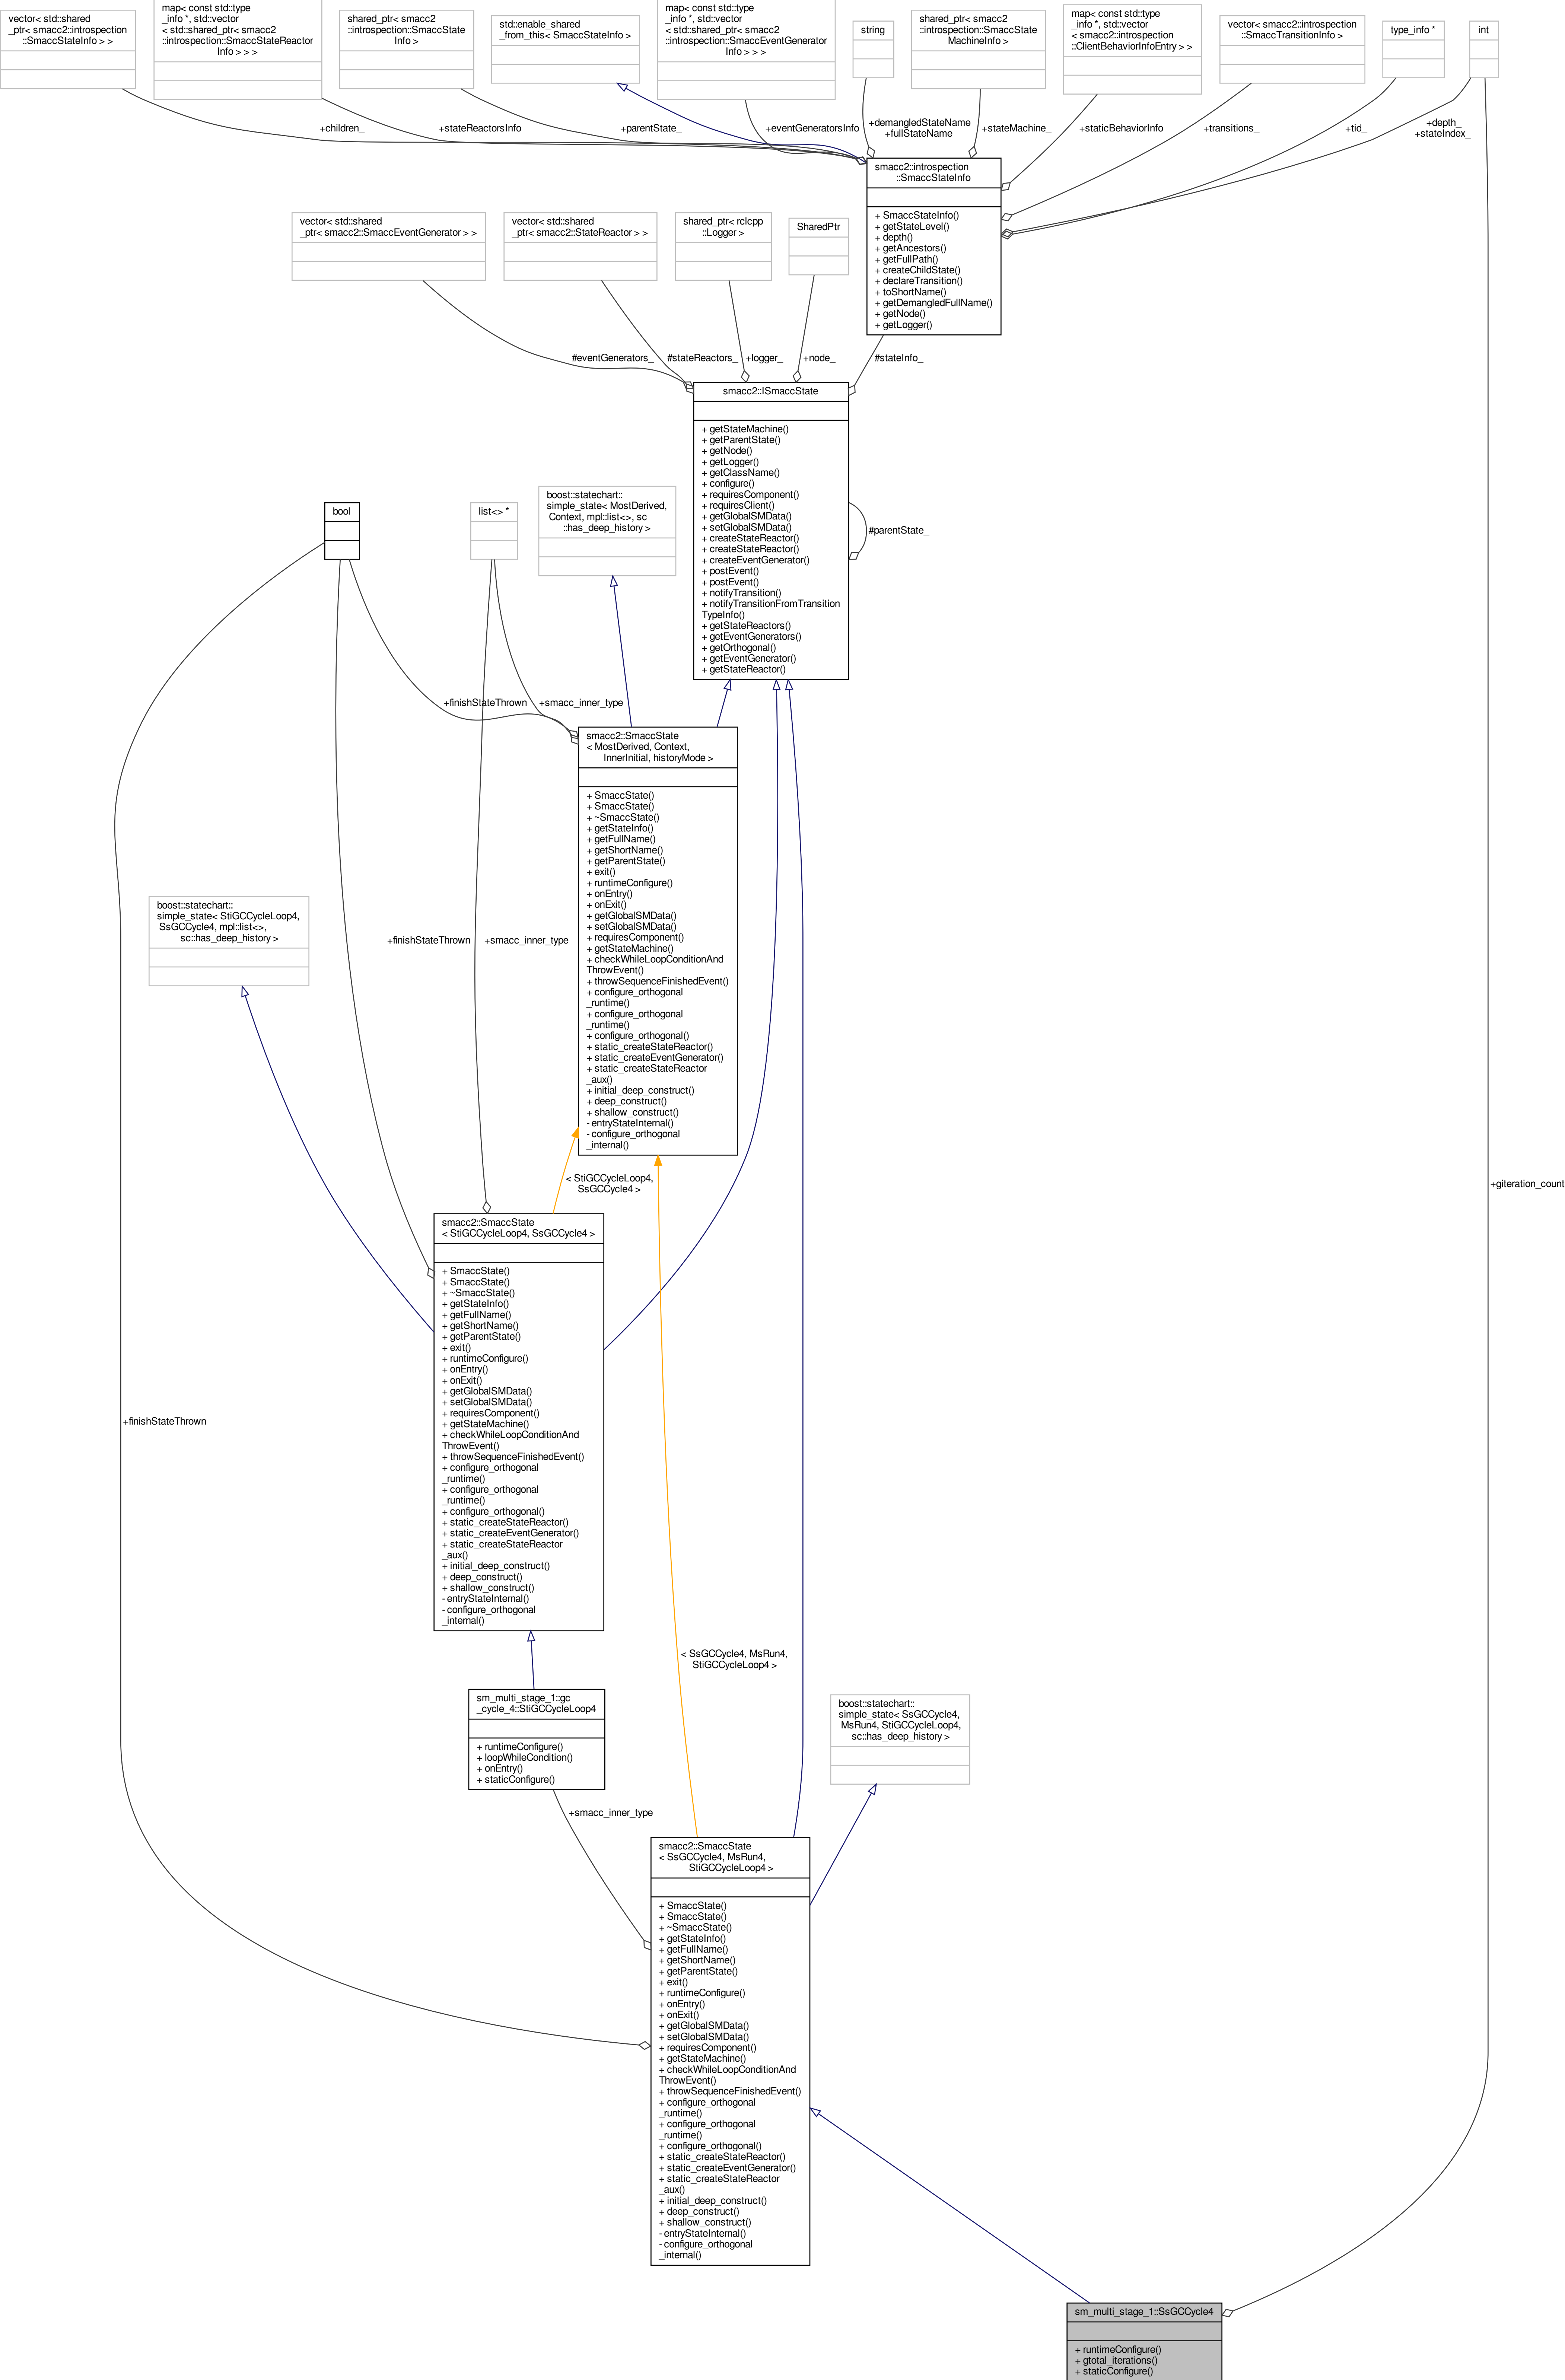 vector< std::shared
_ptr< smacc2::introspection
::SmaccStateInfo > >
map< const std::type
_info *, std::vector
< std::shared_ptr< smacc2
::introspection::SmaccStateReactor
Info > > >
shared_ptr< smacc2
::introspection::SmaccState
Info >
std::enable_shared
_from_this< SmaccStateInfo >
map< const std::type
_info *, std::vector
< std::shared_ptr< smacc2
::introspection::SmaccEventGenerator
Info > > >
string
shared_ptr< smacc2
::introspection::SmaccState
MachineInfo >
map< const std::type
_info *, std::vector
< smacc2::introspection
::ClientBehaviorInfoEntry > >
vector< smacc2::introspection
::SmaccTransitionInfo >
type_info *
int
+children_
+stateReactorsInfo
+parentState_
+eventGeneratorsInfo
+demangledStateName
+fullStateName
+stateMachine_
+staticBehaviorInfo
+transitions_
+tid_
+depth_
+stateIndex_
smacc2::introspection
::SmaccStateInfo
+ SmaccStateInfo()
+ getStateLevel()
+ depth()
+ getAncestors()
+ getFullPath()
+ createChildState()
+ declareTransition()
+ toShortName()
+ getDemangledFullName()
+ getNode()
+ getLogger()
vector< std::shared
_ptr< smacc2::SmaccEventGenerator > >
vector< std::shared
_ptr< smacc2::StateReactor > >
shared_ptr< rclcpp
::Logger >
SharedPtr
#eventGenerators_
#stateReactors_
+logger_
+node_
#stateInfo_
smacc2::ISmaccState
+ getStateMachine()
+ getParentState()
+ getNode()
+ getLogger()
+ getClassName()
+ configure()
+ requiresComponent()
+ requiresClient()
+ getGlobalSMData()
+ setGlobalSMData()
+ createStateReactor()
+ createStateReactor()
+ createEventGenerator()
+ postEvent()
+ postEvent()
+ notifyTransition()
+ notifyTransitionFromTransition
TypeInfo()
+ getStateReactors()
+ getEventGenerators()
+ getOrthogonal()
+ getEventGenerator()
+ getStateReactor()
#parentState_
bool
list<> *
boost::statechart::
simple_state< MostDerived,
Context, mpl::list<>, sc
::has_deep_history >
+finishStateThrown
+smacc_inner_type
smacc2::SmaccState
< MostDerived, Context,
InnerInitial, historyMode >
+ SmaccState()
+ SmaccState()
+ ~SmaccState()
+ getStateInfo()
+ getFullName()
+ getShortName()
+ getParentState()
+ exit()
+ runtimeConfigure()
+ onEntry()
+ onExit()
+ getGlobalSMData()
+ setGlobalSMData()
+ requiresComponent()
+ getStateMachine()
+ checkWhileLoopConditionAnd
ThrowEvent()
+ throwSequenceFinishedEvent()
+ configure_orthogonal
_runtime()
+ configure_orthogonal
_runtime()
+ configure_orthogonal()
+ static_createStateReactor()
+ static_createEventGenerator()
+ static_createStateReactor
_aux()
+ initial_deep_construct()
+ deep_construct()
+ shallow_construct()
- entryStateInternal()
- configure_orthogonal
_internal()
boost::statechart::
simple_state< StiGCCycleLoop4,
SsGCCycle4, mpl::list<>,
sc::has_deep_history >
+finishStateThrown
+smacc_inner_type
< StiGCCycleLoop4,
SsGCCycle4 >
+giteration_count
smacc2::SmaccState
< StiGCCycleLoop4, SsGCCycle4 >
+ SmaccState()
+ SmaccState()
+ ~SmaccState()
+ getStateInfo()
+ getFullName()
+ getShortName()
+ getParentState()
+ exit()
+ runtimeConfigure()
+ onEntry()
+ onExit()
+ getGlobalSMData()
+ setGlobalSMData()
+ requiresComponent()
+ getStateMachine()
+ checkWhileLoopConditionAnd
ThrowEvent()
+ throwSequenceFinishedEvent()
+ configure_orthogonal
_runtime()
+ configure_orthogonal
_runtime()
+ configure_orthogonal()
+ static_createStateReactor()
+ static_createEventGenerator()
+ static_createStateReactor
_aux()
+ initial_deep_construct()
+ deep_construct()
+ shallow_construct()
- entryStateInternal()
- configure_orthogonal
_internal()
+finishStateThrown
< SsGCCycle4, MsRun4,
StiGCCycleLoop4 >
sm_multi_stage_1::gc
_cycle_4::StiGCCycleLoop4
+ runtimeConfigure()
+ loopWhileCondition()
+ onEntry()
+ staticConfigure()
boost::statechart::
simple_state< SsGCCycle4,
MsRun4, StiGCCycleLoop4,
sc::has_deep_history >
+smacc_inner_type
smacc2::SmaccState
< SsGCCycle4, MsRun4,
StiGCCycleLoop4 >
+ SmaccState()
+ SmaccState()
+ ~SmaccState()
+ getStateInfo()
+ getFullName()
+ getShortName()
+ getParentState()
+ exit()
+ runtimeConfigure()
+ onEntry()
+ onExit()
+ getGlobalSMData()
+ setGlobalSMData()
+ requiresComponent()
+ getStateMachine()
+ checkWhileLoopConditionAnd
ThrowEvent()
+ throwSequenceFinishedEvent()
+ configure_orthogonal
_runtime()
+ configure_orthogonal
_runtime()
+ configure_orthogonal()
+ static_createStateReactor()
+ static_createEventGenerator()
+ static_createStateReactor
_aux()
+ initial_deep_construct()
+ deep_construct()
+ shallow_construct()
- entryStateInternal()
- configure_orthogonal
_internal()
sm_multi_stage_1::SsGCCycle4
+ runtimeConfigure()
+ gtotal_iterations()
+ staticConfigure()